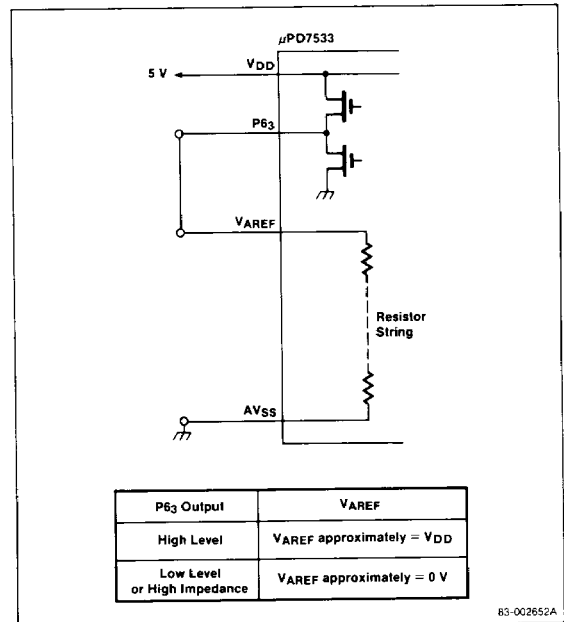 μPD7533
VDD
5 V
P63
VAREF
Resistor
String
AVSS
P63 Output
VAREF
High Level
VAREF approximately = VDD
Low Level
or High Impedance
VAREF approximately = 0 V
83-002652A